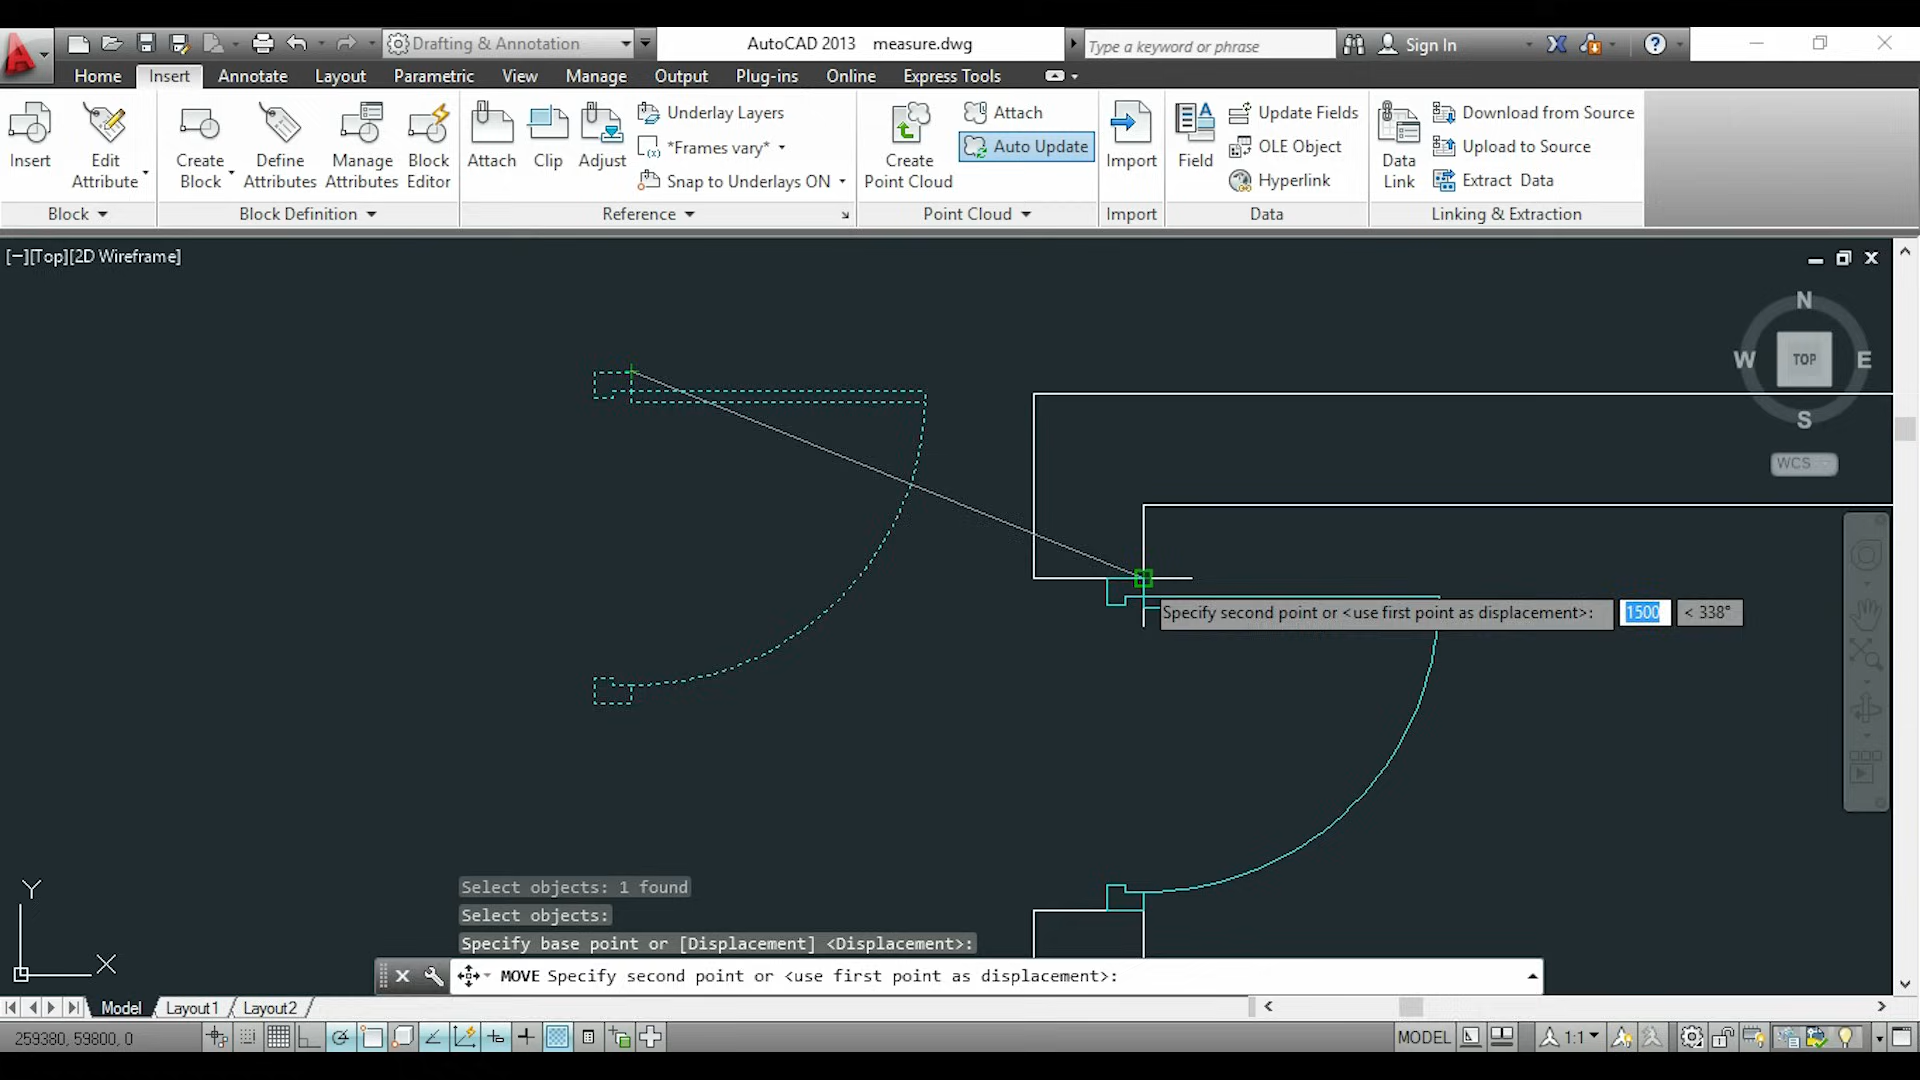 Drafting & Annotation
AutoCAD 2013 measure.dwg
Type a keyword or phrase
Sign In
Home Insert Annotate Layout Parametric View Manage Output Plug-ins Online Express Tools
Insert
Edit Attribute
Create Block
Define Attributes
Manage Attributes
Block Editor
Attach
Clip
Adjust
Underlay Layers
*Frames vary*
Snap to Underlays ON
Create Point Cloud
Attach
Auto Update
Import
Field
Update Fields
OLE Object
Hyperlink
Data Link
Download from Source
Upload to Source
Extract Data
Block Block Definition Reference Point Cloud Import Data Linking & Extraction
[−][Top][2D Wireframe]
N
W TOP E
S
WCS
Specify second point or <use first point as displacement>: 1500 < 338°
Y
X
Select objects: 1 found
Select objects:
Specify base point or [Displacement] <Displacement>:
MOVE Specify second point or <use first point as displacement>:
Model Layout1 Layout2
259380, 59800, 0
MODEL
1:1